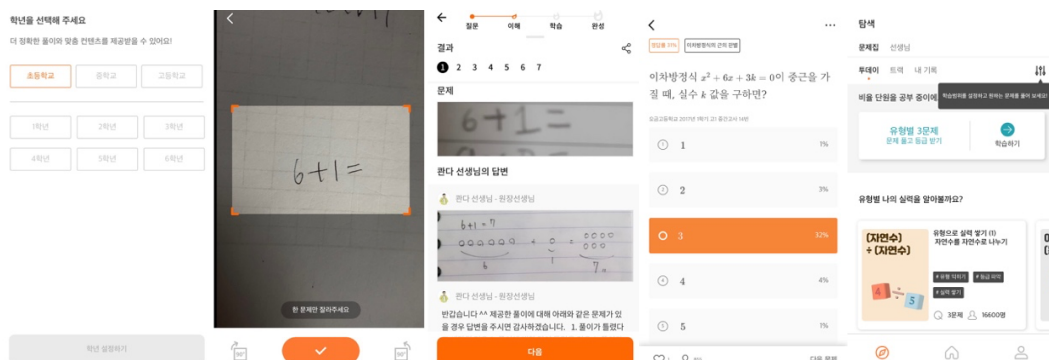 학년을 선택해 주세요
더 정확한 풀이와 맞춤 컨텐츠를 제공받을 수 있어요!
초등학교 중학교 고등학교
1학년 2학년 3학년
4학년 5학년 6학년
학년 설정하기
6+1=
한 문제만 잘라주세요
90° 90°
질문 이해 학습 완성
결과
1 2 3 4 5 6 7
문제
6+1=
콴다 선생님의 답변
콴다 선생님 - 원장선생님
6+1=7
6 1 7
콴다 선생님 - 원장선생님
반갑습니다 ^^ 제공한 풀이에 대해 아래와 같은 문제가 있
을 경우 답변을 주시면 감사하겠습니다. 1. 풀이가 틀렸다
다음
정답률 31% 이차방정식의 근의 판별
이차방정식 x² + 6x + 3k = 0이 중근을 가
질 때, 실수 k 값을 구하면?
① 1 1%
② 2 3%
3 32%
④ 4 4%
⑤ 5 1%
다음 문제
탐색
문제집 선생님
투데이 트릭 내 기록
학습범위를 설정하고 원하는 문제를 풀어 보세요!
비율 단원을 공부 중이에
유형별 3문제
문제 풀고 등급 받기
학습하기
유형별 나의 실력을 알아볼까요?
(자연수)
÷ (자연수)
4 ÷ 5
유형으로 실력 쌓기 (1)
자연수를 자연수로 나누기
# 유형 익히기 # 등급 파악
# 실력 쌓기
3문제 16600명